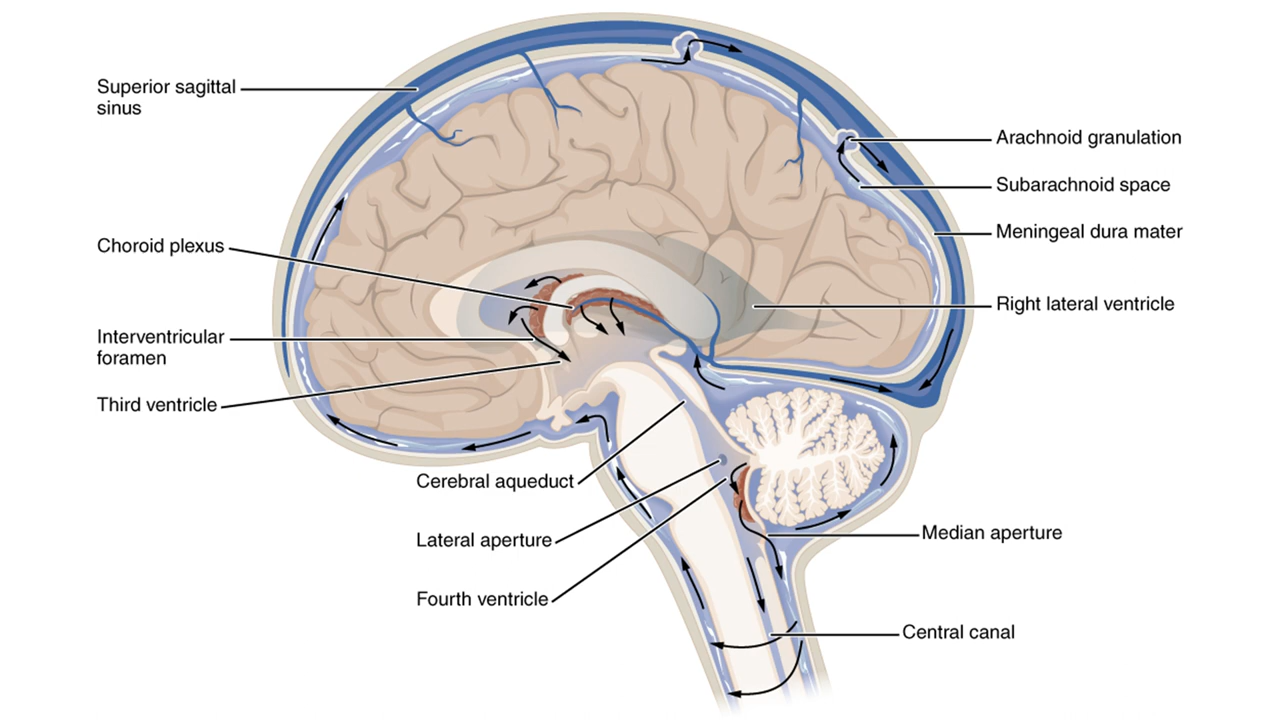 Superior sagittal
sinus
Choroid plexus
Interventricular
foramen
Third ventricle
Cerebral aqueduct
Lateral aperture
Fourth ventricle
Arachnoid granulation
Subarachnoid space
Meningeal dura mater
Right lateral ventricle
Median aperture
Central canal